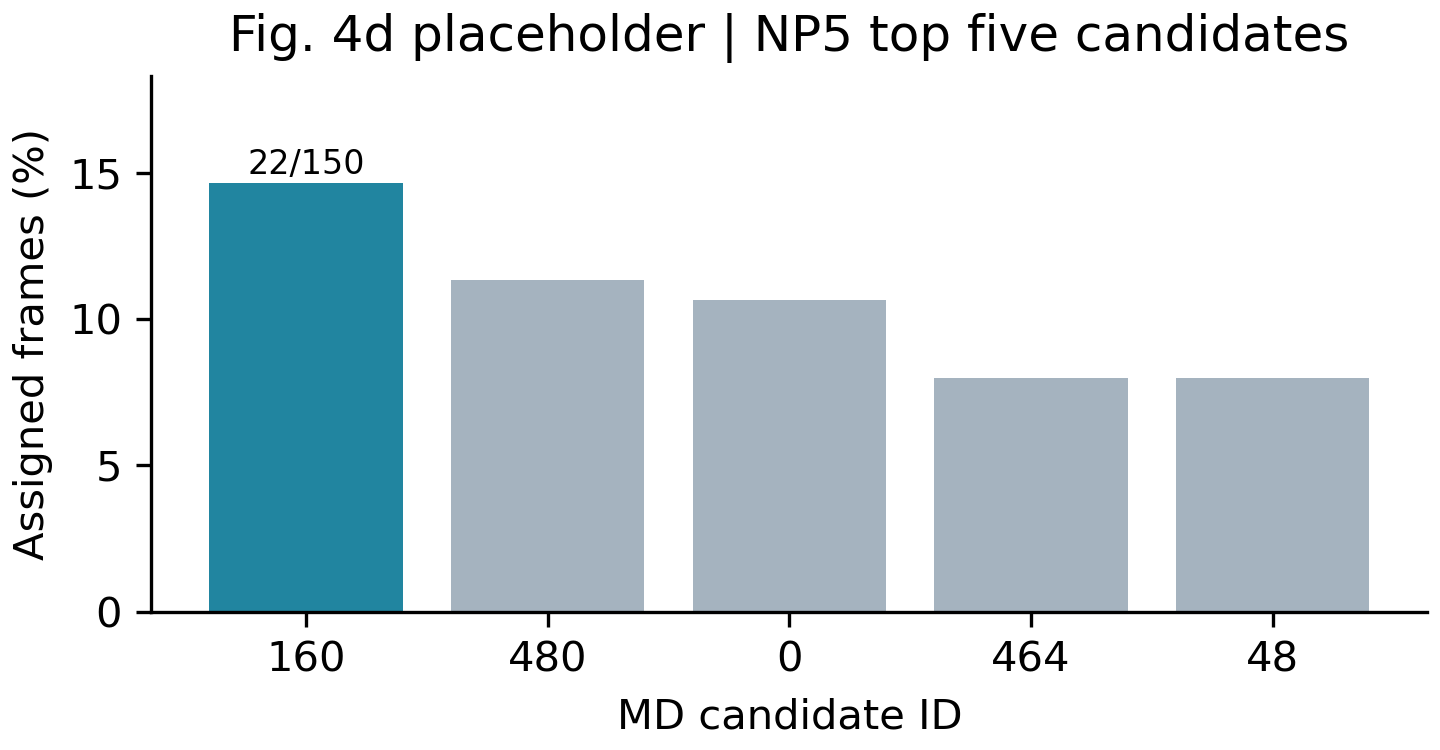 Fig. 4d placeholder | NP5 top five candidates
Assigned frames (%)
15
10
5
0
22/150
160 480 0 464 48
MD candidate ID